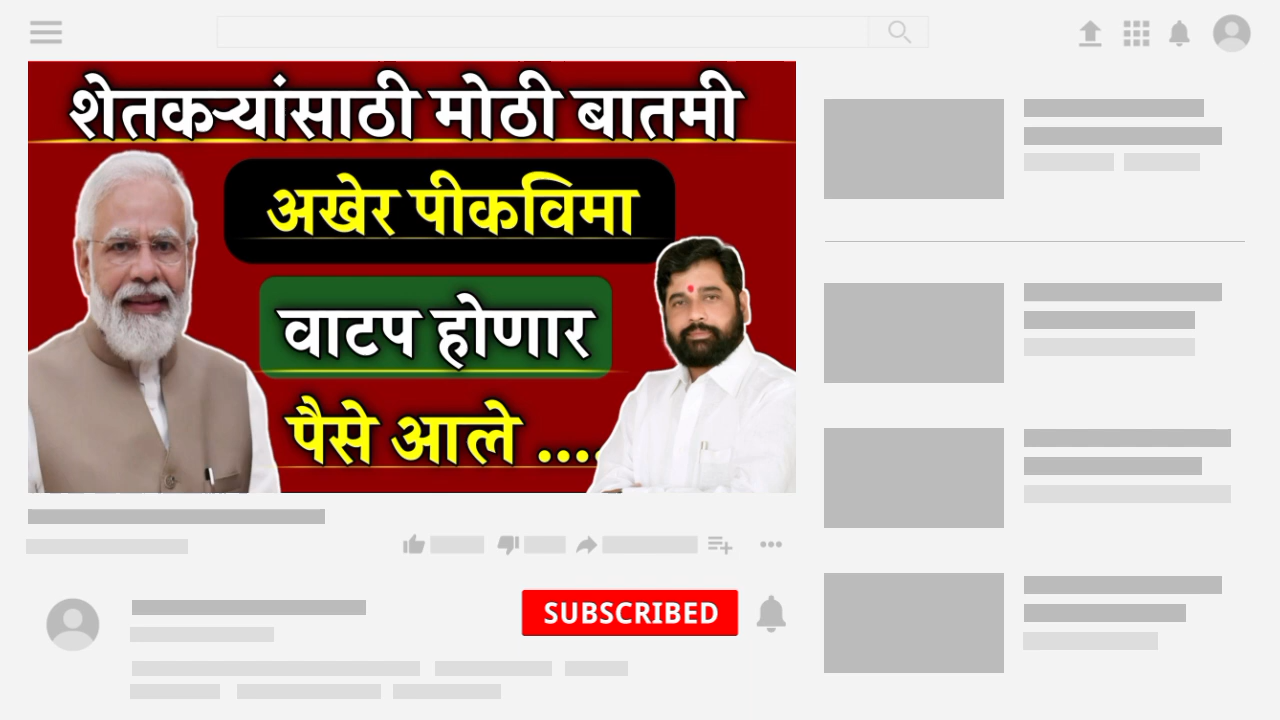 शेतकऱ्यांसाठी मोठी बातमी
अखेर पीकविमा
वाटप होणार
पैसे आले ....
SUBSCRIBED